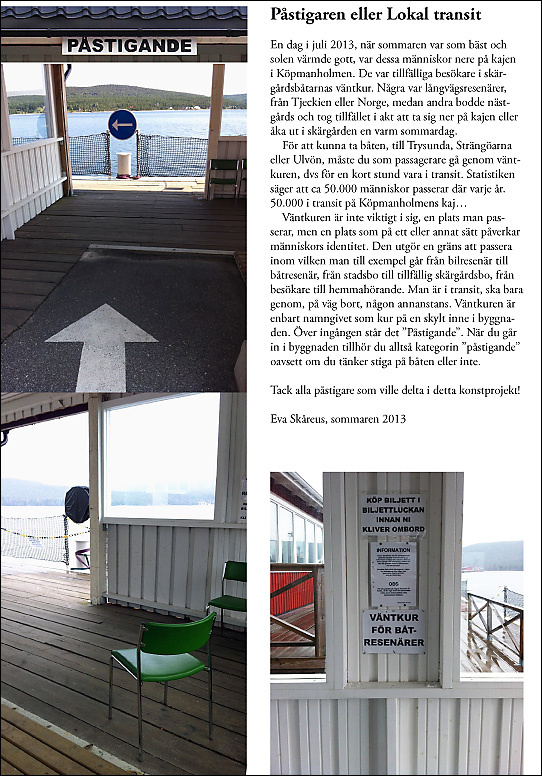 PÅSTIGANDE
Påstigaren eller Lokal transit
En dag i juli 2013, när sommaren var som bäst och
solen värmde gott, var dessa människor nere på kajen
i Köpmanholmen. De var tillfälliga besökare i skär-
gårdsbåtarnas väntkur. Några var långvägsresenärer,
från Tjeckien eller Norge, medan andra bodde näst-
gårds och tog tillfället i akt att ta sig ner på kajen eller
åka ut i skärgården en varm sommardag.
För att kunna ta båten, till Trysunda, Strängöarna
eller Ulvön, måste du som passagerare gå genom vänt-
kuren, dvs för en kort stund vara i transit. Statistiken
säger att ca 50.000 människor passerar där varje år.
50.000 i transit på Köpmanholmens kaj…
Väntkuren är inte viktigt i sig, en plats man pas-
serar, men en plats som på ett eller annat sätt påverkar
människors identitet. Den utgör en gräns att passera
inom vilken man till exempel går från bilresenär till
båtresenär, från stadsbo till tillfällig skärgårdsbo, från
besökare till hemmahörande. Man är i transit, ska bara
genom, på väg bort, någon annanstans. Väntkuren är
enbart namngivet som kur på en skylt inne i byggna-
den. Över ingången står det ”Påstigande”. När du går
in i byggnaden tillhör du alltså kategorin ”påstigande”
oavsett om du tänker stiga på båten eller inte.
Tack alla påstigare som ville delta i detta konstprojekt!
Eva Skåreus, sommaren 2013
KÖP BILJETT I
BILJETTLUCKAN
INNAN NI
KLIVER OMBORD
INFORMATION
OBS
VÄNTKUR
FÖR BÅT-
RESENÄRER